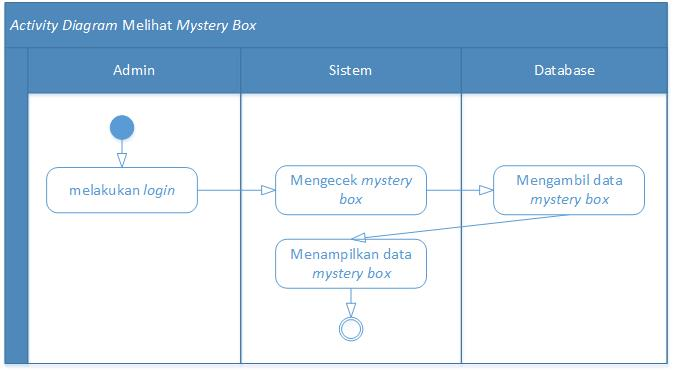 Activity Diagram Melihat Mystery Box
Admin
Sistem
Database
melakukan login
Mengecek mystery
box
Mengambil data
mystery box
Menampilkan data
mystery box